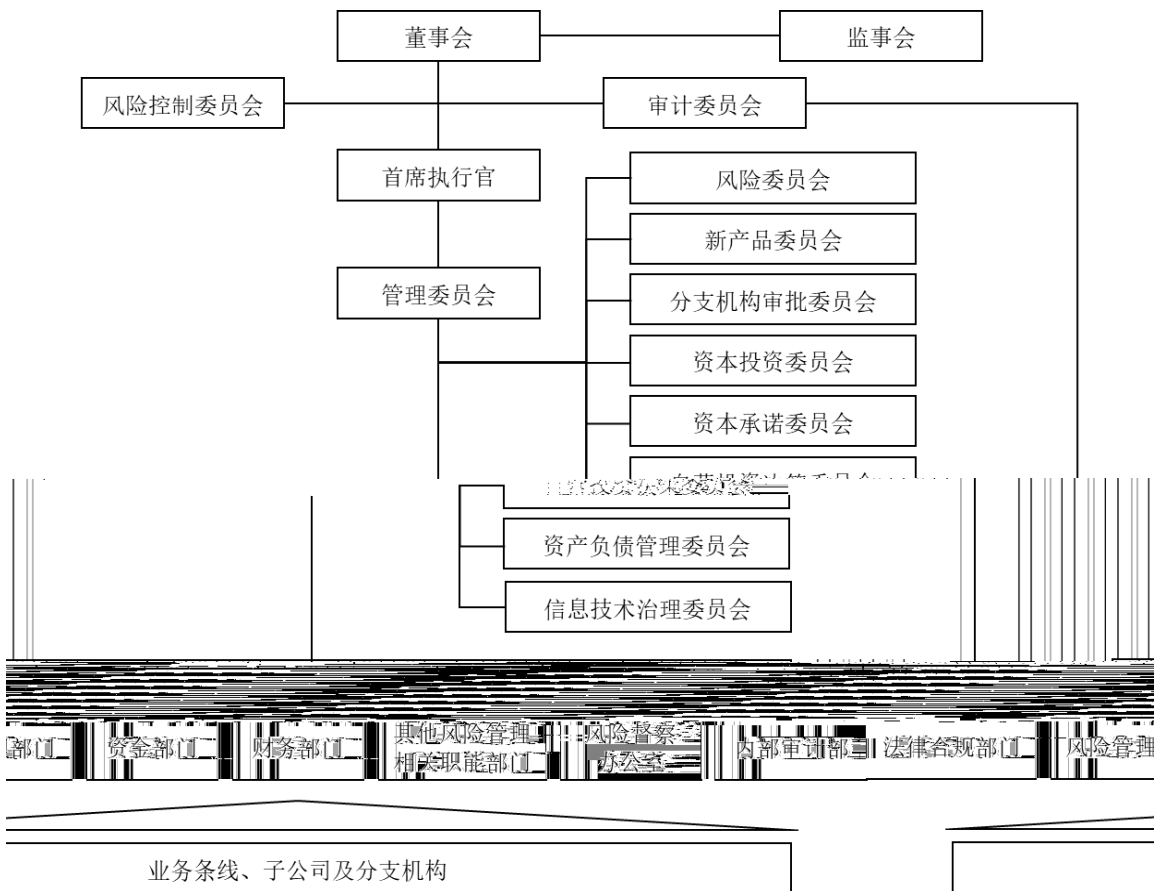 董事会
监事会
风险控制委员会
审计委员会
首席执行官
风险委员会
新产品委员会
管理委员会
分支机构审批委员会
资本投资委员会
资本承诺委员会
资产负债管理委员会
信息技术治理委员会
部门
资金部门
财务部门
其他风险管理
相关职能部门
风险督察
办公室
内部审计部
法律合规部门
风险管理
业务条线、子公司及分支机构